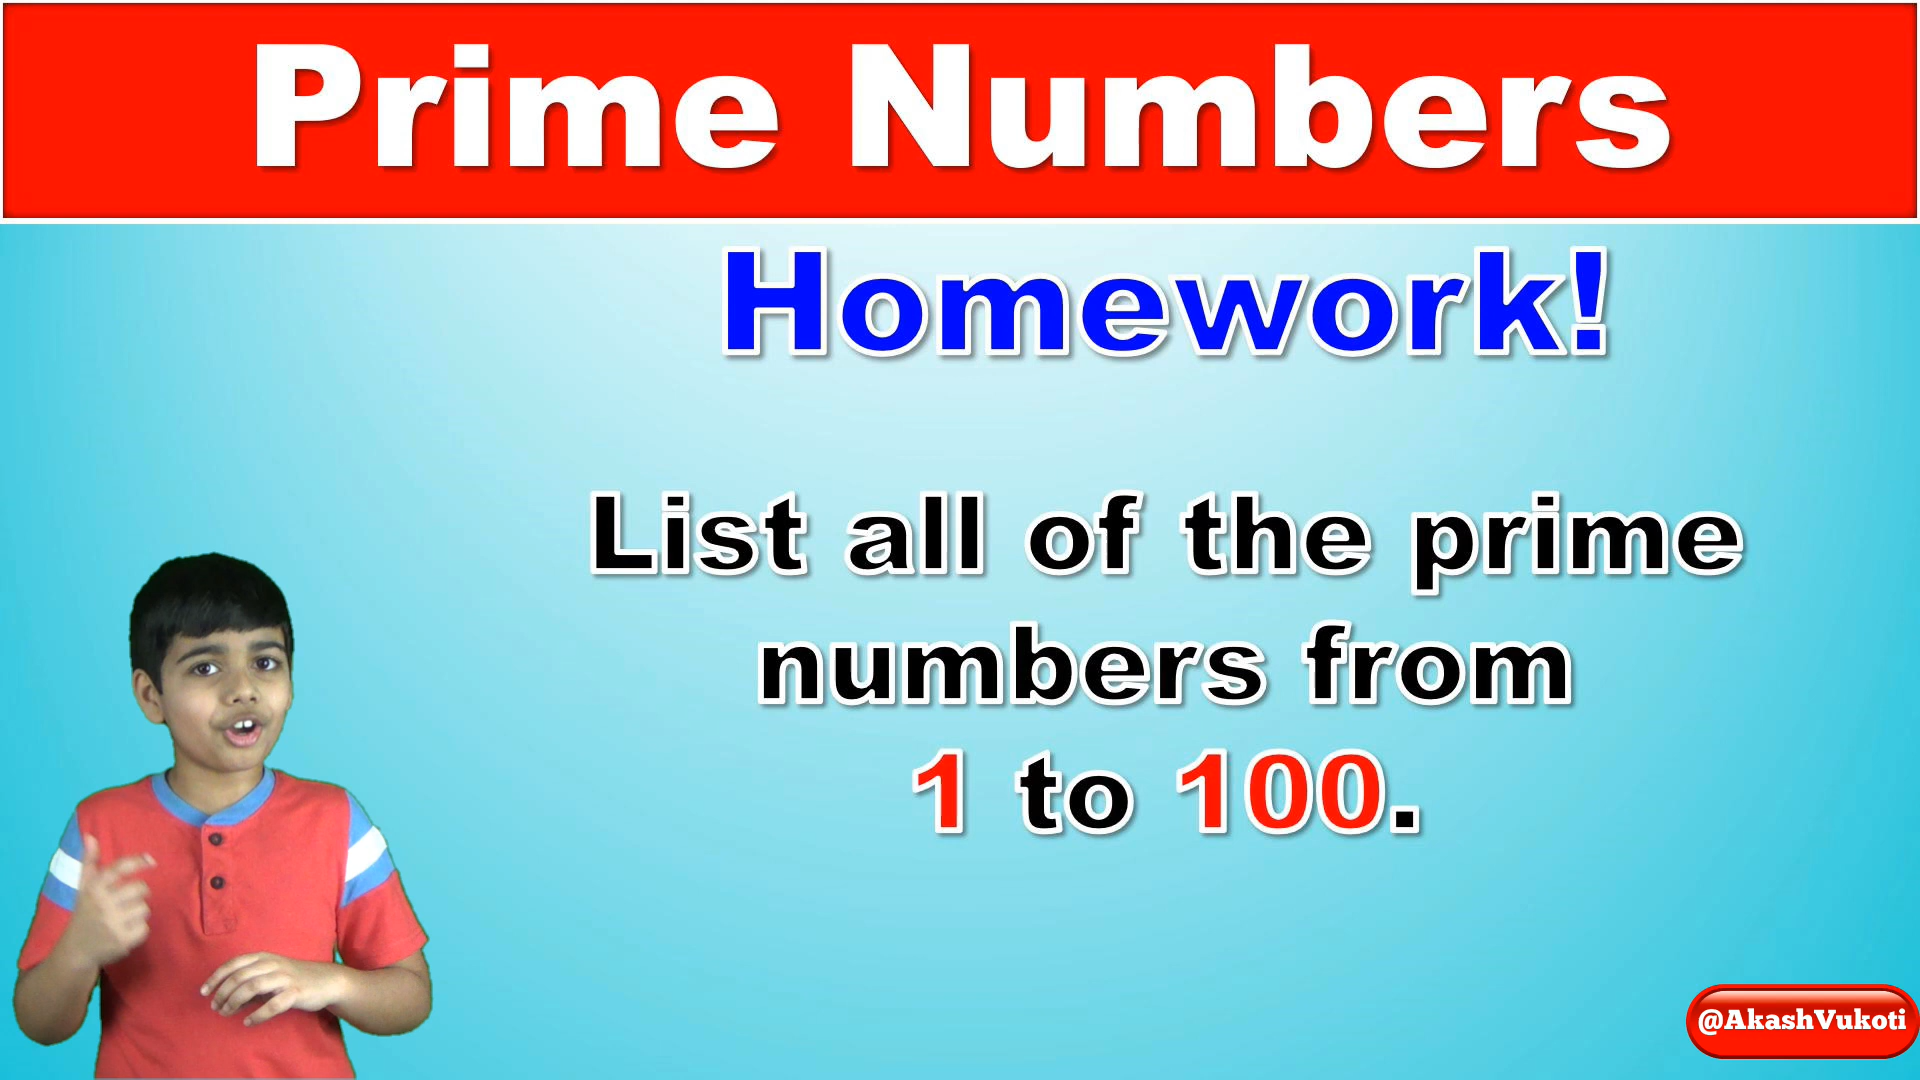 Prime Numbers
Homework!
List all of the prime
numbers from
1 to 100.
@AkashVukoti